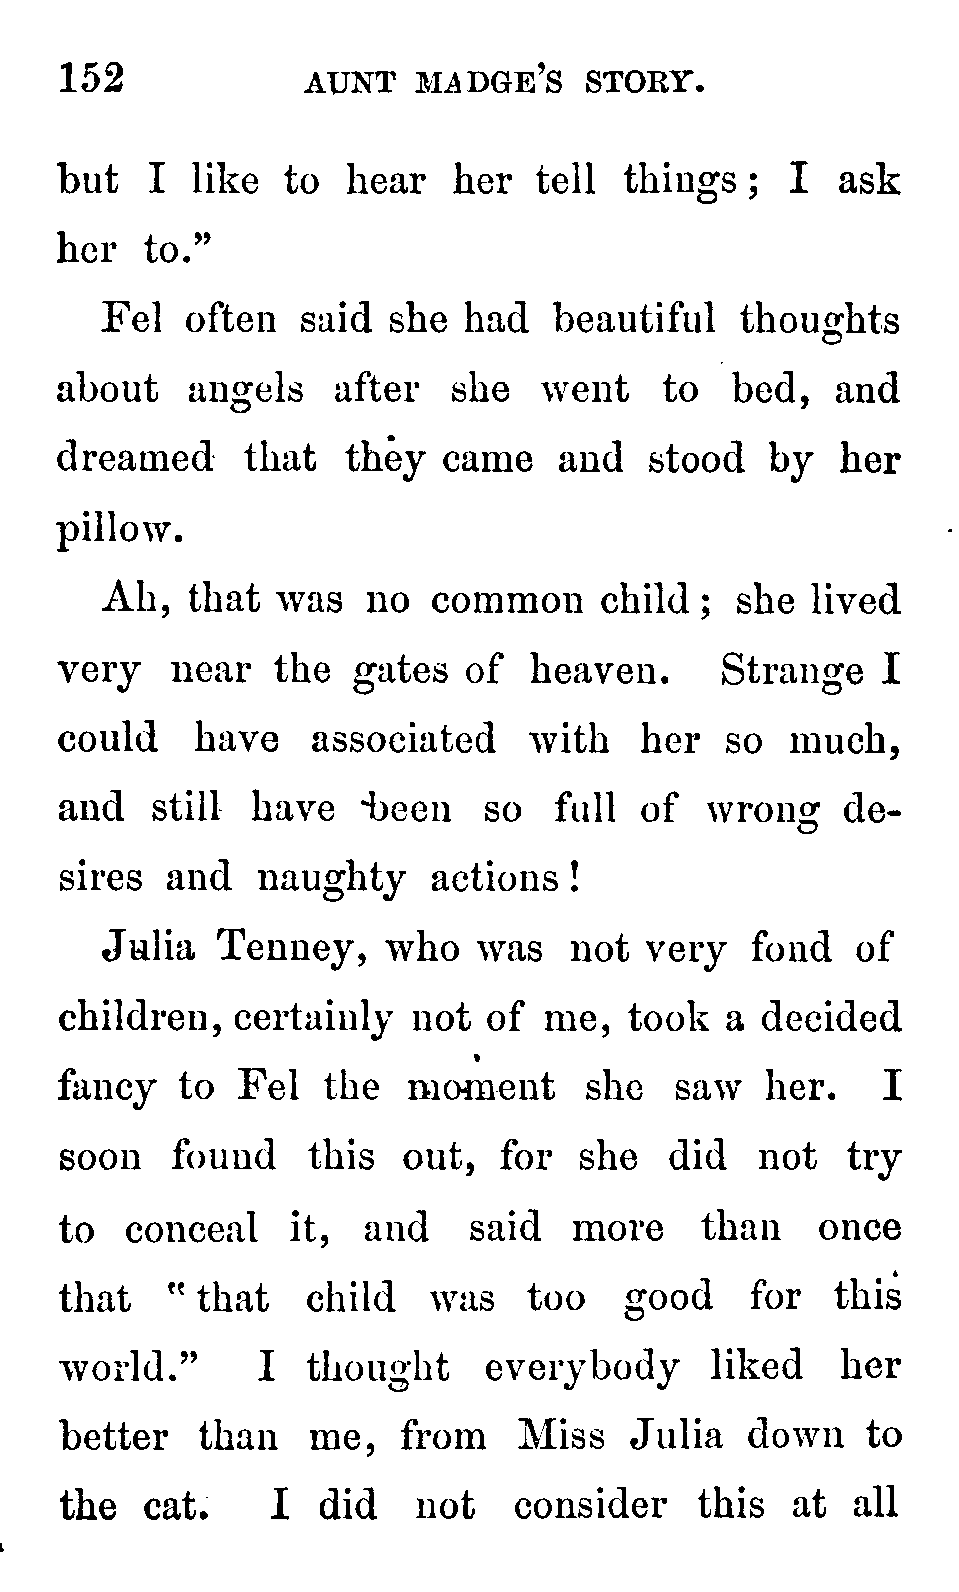 152 AUNT MADGE'S STORY.
but I like to hear her tell things; I ask
her to."
Fel often said she had beautiful thoughts
about angels after she went to bed, and
dreamed that they came and stood by her
pillow.
Ah, that was no common child; she lived
very near the gates of heaven. Strange I
could have associated with her so much,
and still have been so full of wrong de-
sires and naughty actions!
Julia Tenney, who was not very fond of
children, certainly not of me, took a decided
fancy to Fel the moment she saw her. I
soon found this out, for she did not try
to conceal it, and said more than once
that "that child was too good for this
world." I thought everybody liked her
better than me, from Miss Julia down to
the cat. I did not consider this at all